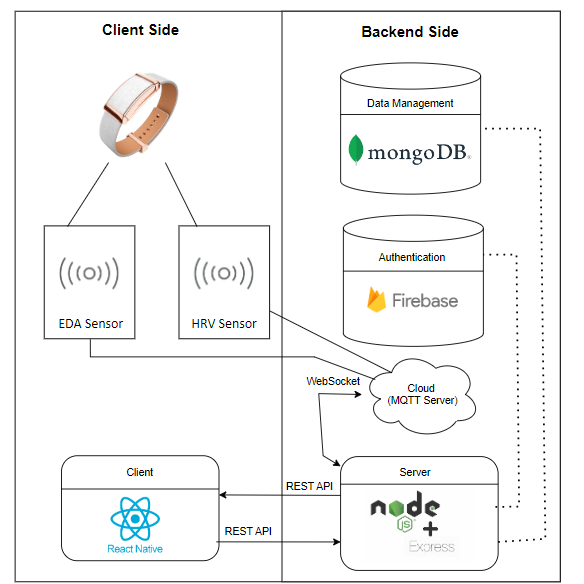 Client Side
Backend Side
Data Management
mongoDB
EDA Sensor
HRV Sensor
Authentication
Firebase
WebSocket
Cloud
(MQTT Server)
Client
React Native
REST API
REST API
Server
node
JS
+
Express